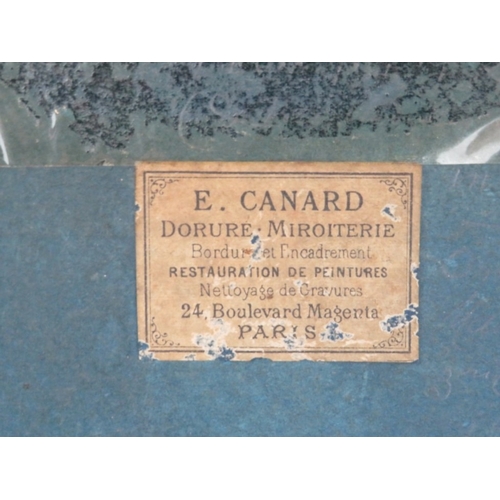 E. CANARD
DORURE · MIROITERIE
Bordure et Encadrement
RESTAURATION DE PEINTURES
Nettoyage de Gravures
24, Boulevard Magenta
PARIS